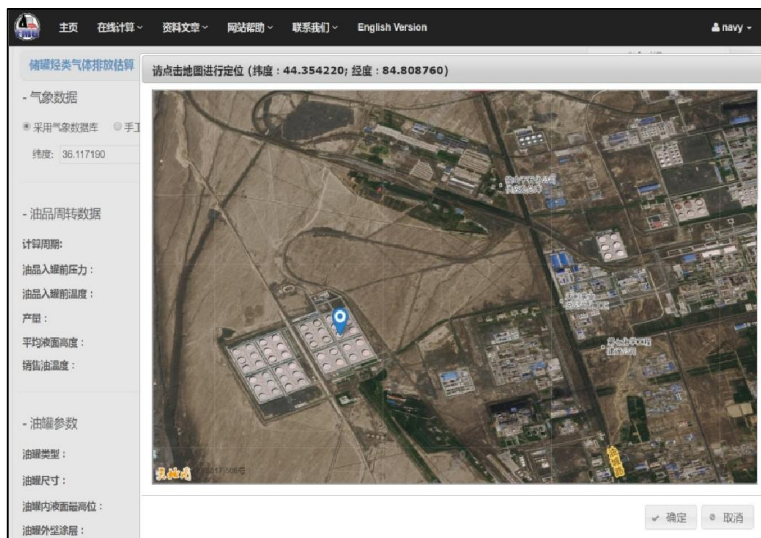 主页 在线计算 资料文章 网站帮助 联系我们 English Version navy
储罐烃类气体排放估算
请点击地图进行定位 (纬度：44.354220; 经度：84.808760)
- 气象数据
采用气象数据库 手工
纬度: 36.117190
- 油品周转数据
计算周期:
油品入罐前压力：
油品入罐前温度：
产量：
平均液面高度：
销售油温度：
- 油罐参数
油罐类型：
油罐尺寸：
油罐内液面最高位：
油罐外壁涂层：
天地图
确定 取消